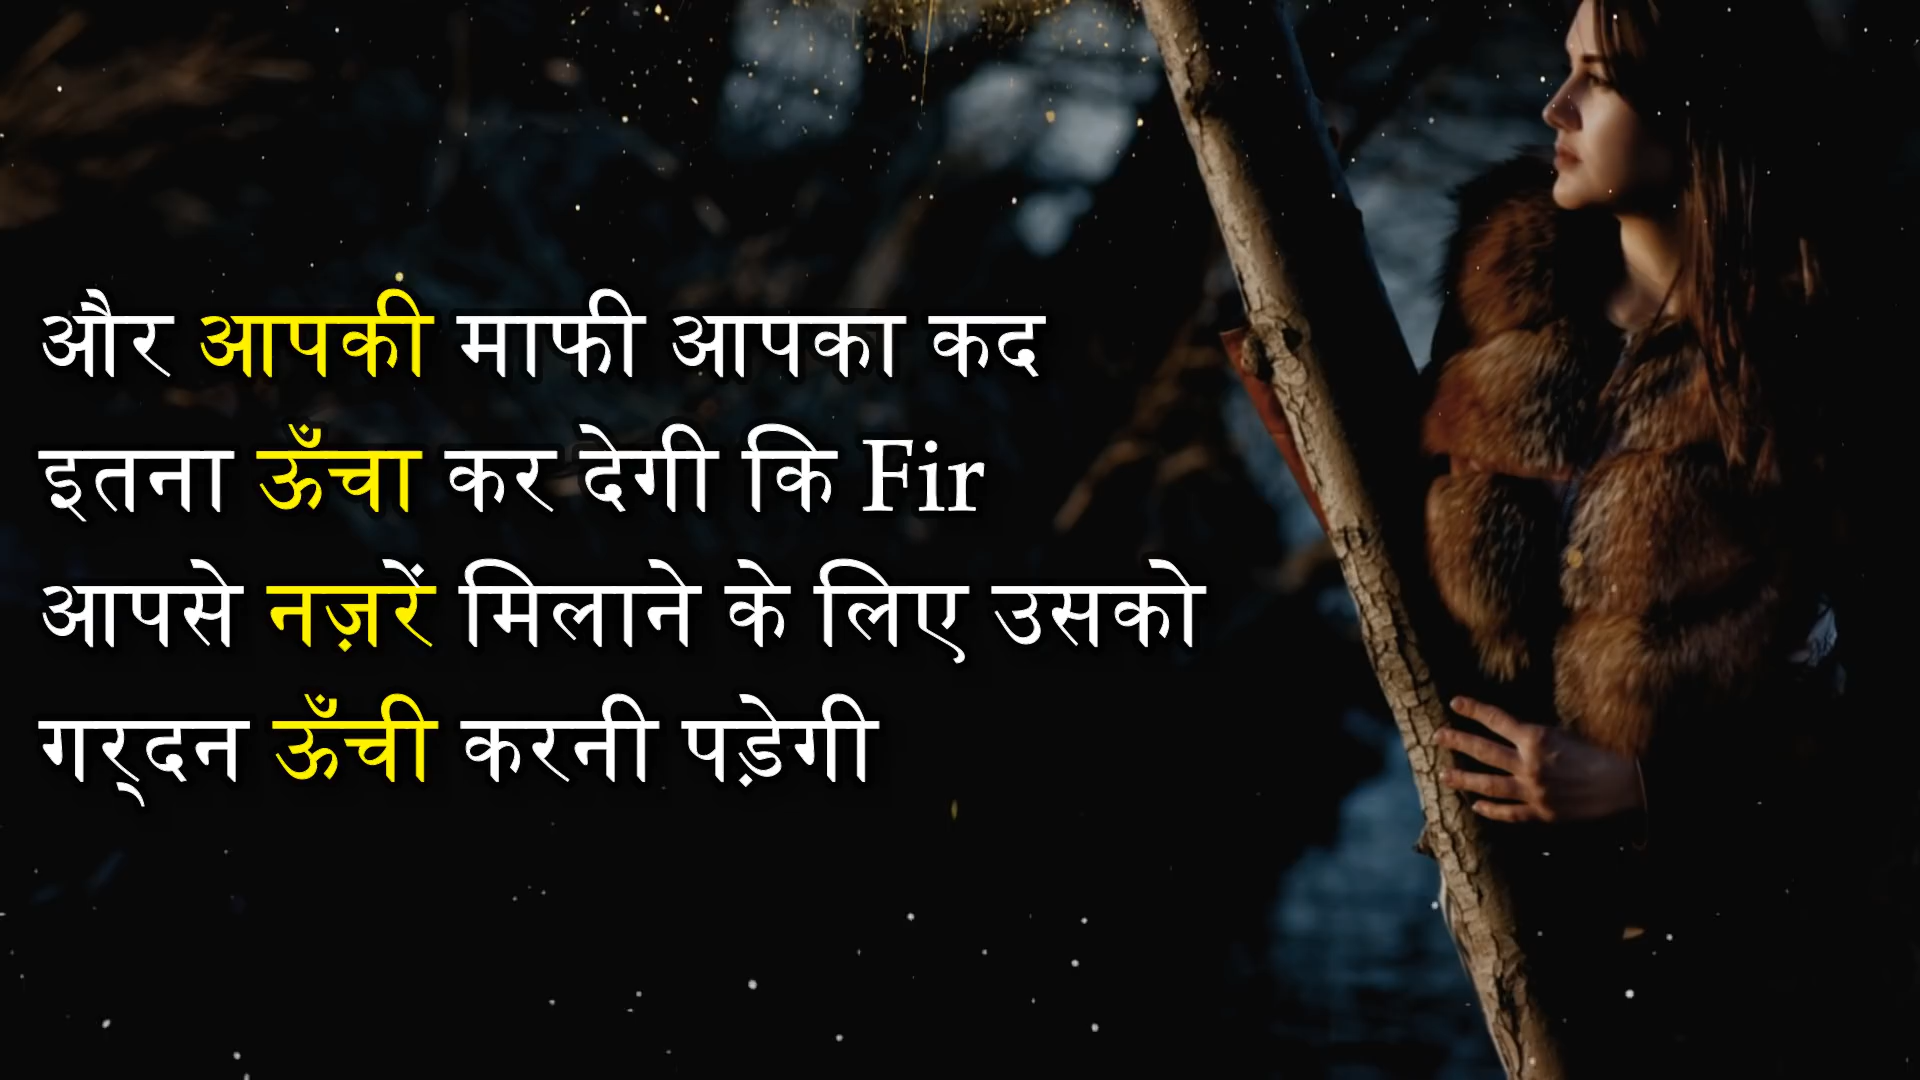 और आपकी माफी आपका कद
इतना ऊँचा कर देगी कि Fir
आपसे नज़रें मिलाने के लिए उसको
गर्‌दन ऊँची करनी पड़ेगी